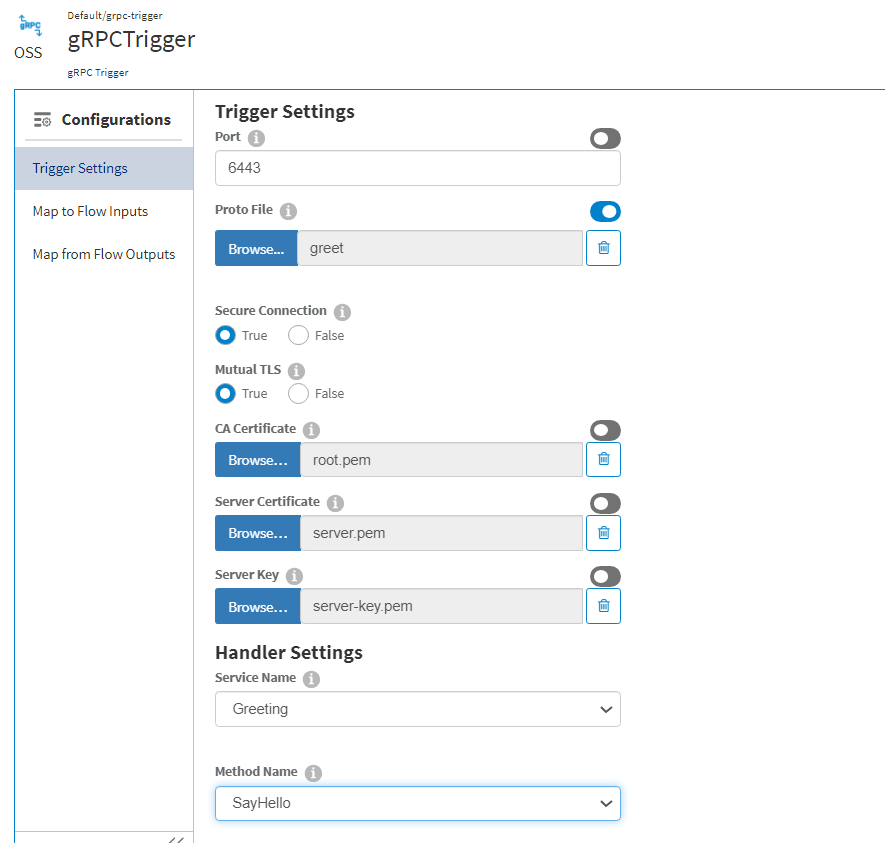 Default/grpc-trigger
gRPC
gRPCTrigger
OSS
gRPC Trigger
Configurations
Trigger Settings
Map to Flow Inputs
Map from Flow Outputs
Trigger Settings
Port i
6443
Proto File i
Browse... greet
Secure Connection i
True False
Mutual TLS i
True False
CA Certificate i
Browse... root.pem
Server Certificate i
Browse... server.pem
Server Key i
Browse... server-key.pem
Handler Settings
Service Name i
Greeting
Method Name i
SayHello